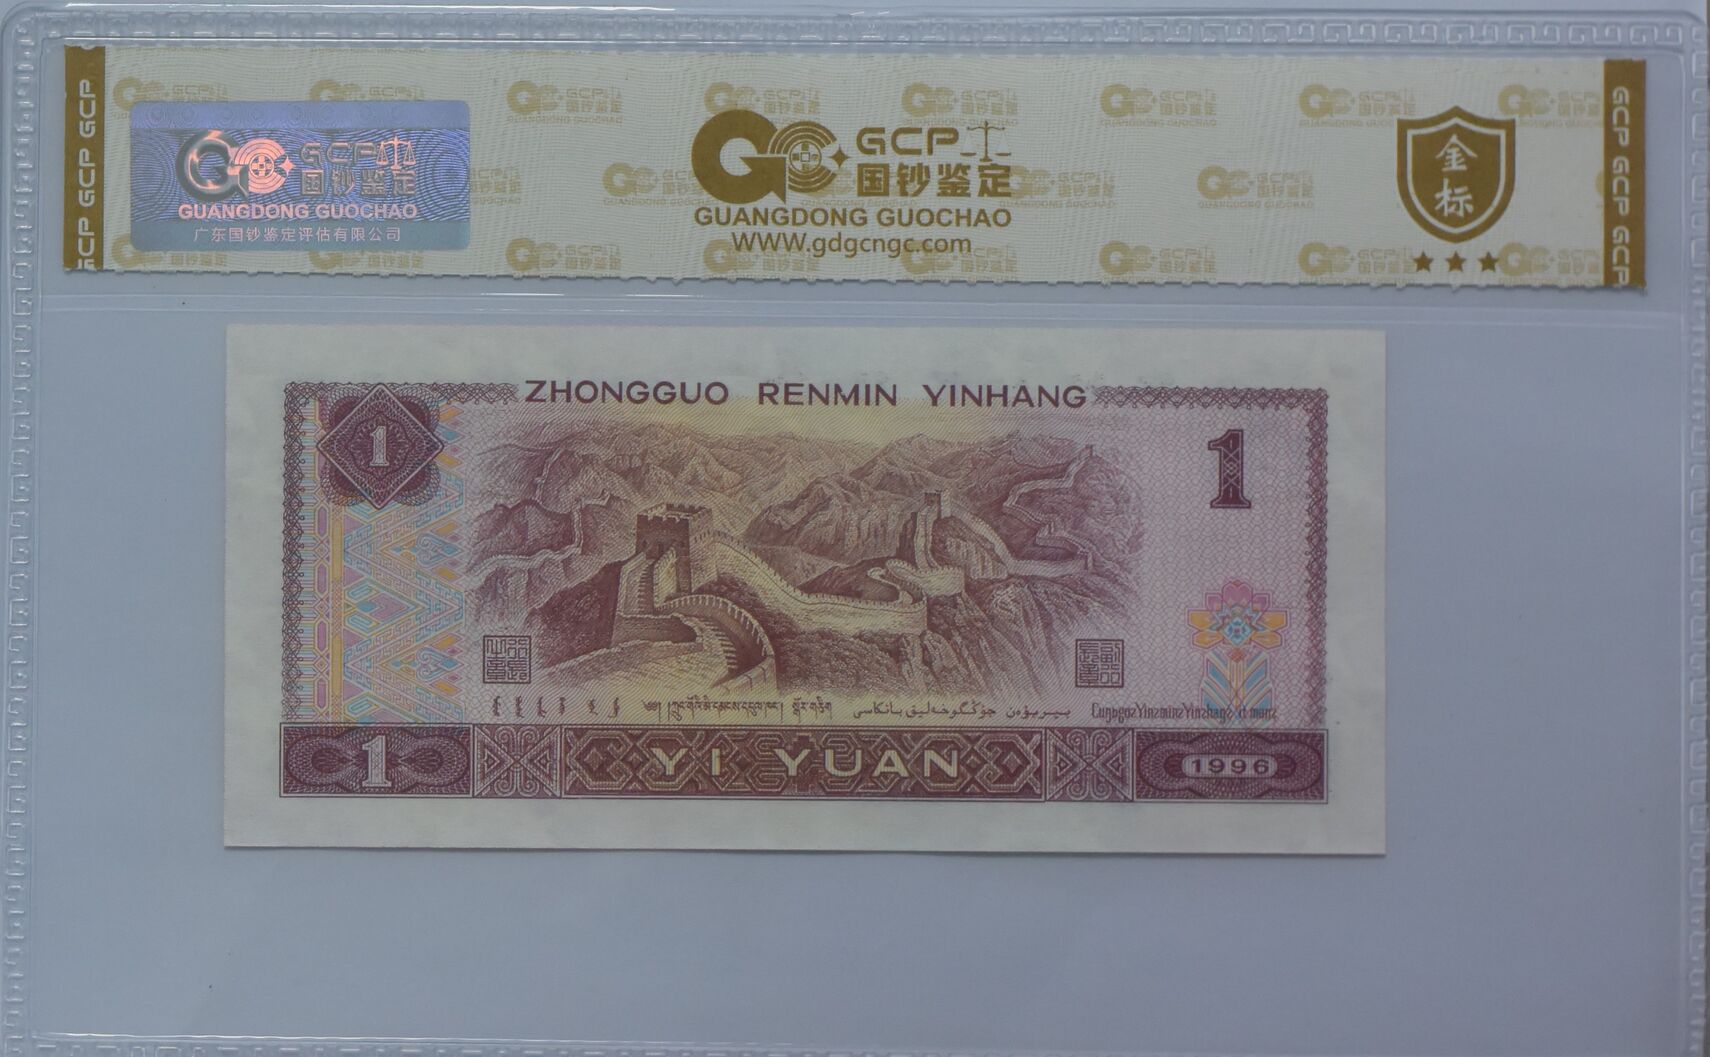 GCP GCP GCP
GCP
国钞鉴定
GUANGDONG GUOCHAO
广东国钞鉴定评估有限公司
GCP
国钞鉴定
GUANGDONG GUOCHAO
WWW.gdgcngc.com
金标
GCP GCP GCP
ZHONGGUO RENMIN YINHANG
1
1
1
YI YUAN
1996